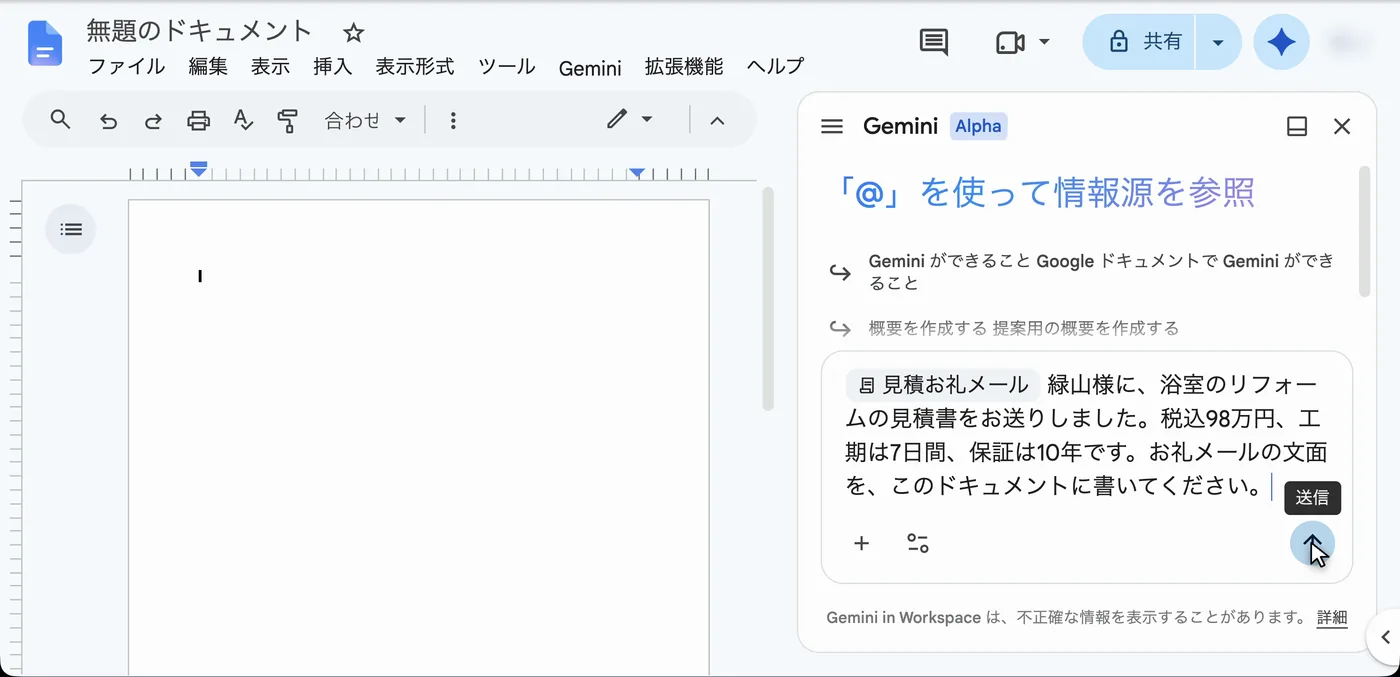 無題のドキュメント
ファイル 編集 表示 挿入 表示形式 ツール Gemini 拡張機能 ヘルプ
共有
合わせ
Gemini Alpha
「@」を使って情報源を参照
Gemini ができること Google ドキュメントで Gemini ができ
ること
概要を作成する 提案用の概要を作成する
見積お礼メール 緑山様に、浴室のリフォー
ムの見積書をお送りしました。税込98万円、工
期は7日間、保証は10年です。お礼メールの文面
を、このドキュメントに書いてください。
送信
Gemini in Workspace は、不正確な情報を表示することがあります。 詳細